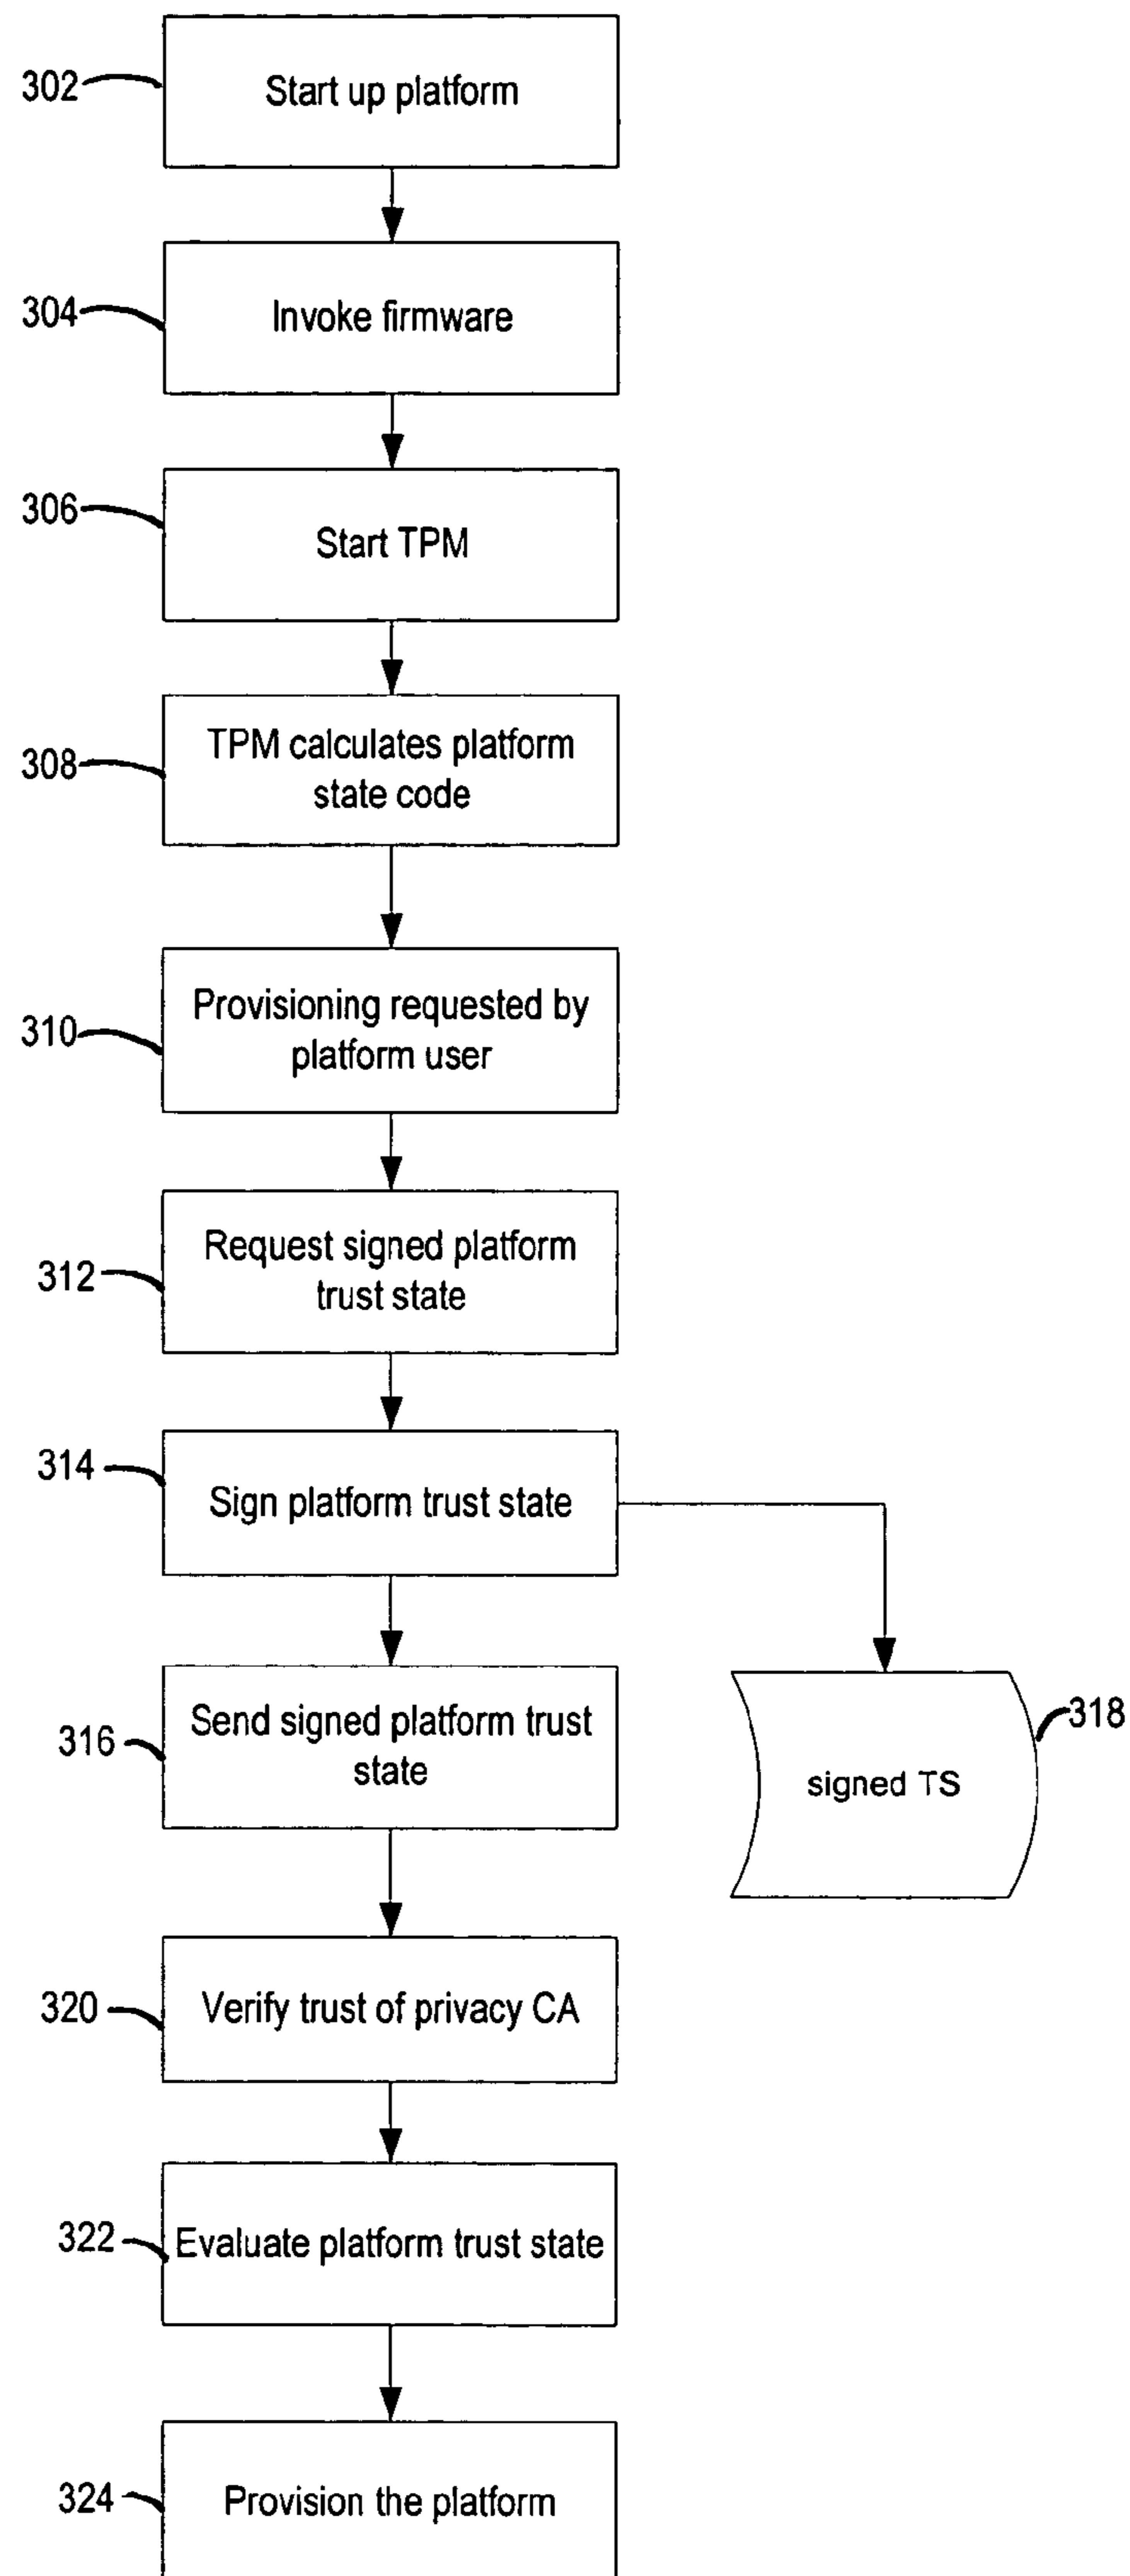 302
Start up platform
304
Invoke firmware
306
Start TPM
308
TPM calculates platform
state code
310
Provisioning requested by
platform user
312
Request signed platform
trust state
314
Sign platform trust state
316
Send signed platform trust
state
318
signed TS
320
Verify trust of privacy CA
322
Evaluate platform trust state
324
Provision the platform